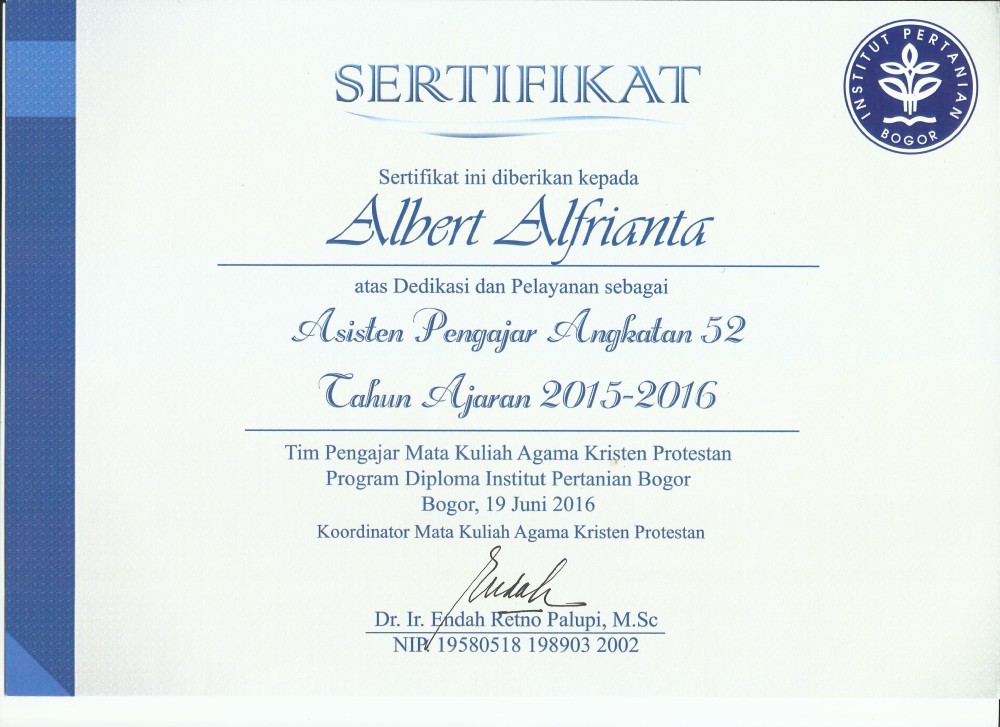 SERTIFIKAT
INSTITUT PERTANIAN
BOGOR
Sertifikat ini diberikan kepada
Albert Alfrianta
atas Dedikasi dan Pelayanan sebagai
Asisten Pengajar Angkatan 52
Tahun Ajaran 2015-2016
Tim Pengajar Mata Kuliah Agama Kristen Protestan
Program Diploma Institut Pertanian Bogor
Bogor, 19 Juni 2016
Koordinator Mata Kuliah Agama Kristen Protestan
Endah
Dr. Ir. Endah Retno Palupi, M.Sc
NIP. 19580518 198903 2002